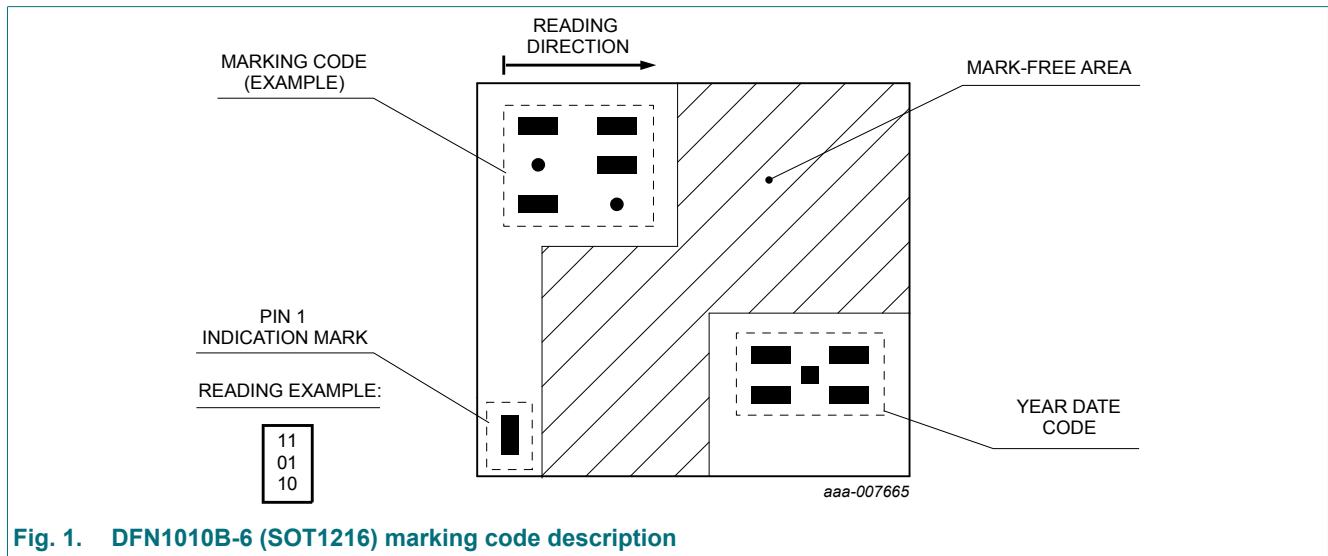 READING
DIRECTION
MARKING CODE
(EXAMPLE)
MARK-FREE AREA
PIN 1
INDICATION MARK
READING EXAMPLE:
11
01
10
YEAR DATE
CODE
aaa-007665
Fig. 1. DFN1010B-6 (SOT1216) marking code description